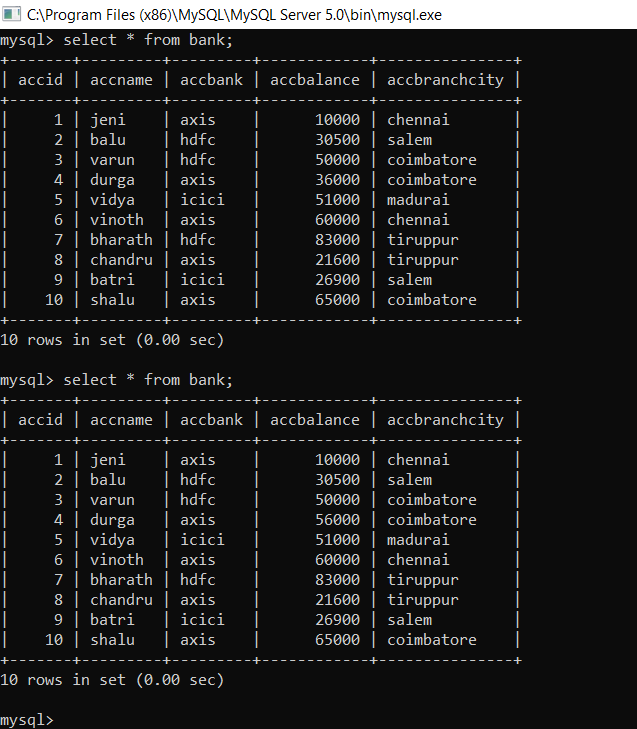 C:\Program Files (x86)\MySQL\MySQL Server 5.0\bin\mysql.exe
mysql> select * from bank;
+-------+---------+---------+------------+---------------+
| accid | accname | accbank | accbalance | accbranchcity |
+-------+---------+---------+------------+---------------+
|     1 | jeni    | axis    |      10000 | chennai       |
|     2 | balu    | hdfc    |      30500 | salem         |
|     3 | varun   | hdfc    |      50000 | coimbatore    |
|     4 | durga   | axis    |      36000 | coimbatore    |
|     5 | vidya   | icici   |      51000 | madurai       |
|     6 | vinoth  | axis    |      60000 | chennai       |
|     7 | bharath | hdfc    |      83000 | tiruppur      |
|     8 | chandru | axis    |      21600 | tiruppur      |
|     9 | batri   | icici   |      26900 | salem         |
|    10 | shalu   | axis    |      65000 | coimbatore    |
+-------+---------+---------+------------+---------------+
10 rows in set (0.00 sec)
mysql> select * from bank;
+-------+---------+---------+------------+---------------+
| accid | accname | accbank | accbalance | accbranchcity |
+-------+---------+---------+------------+---------------+
|     1 | jeni    | axis    |      10000 | chennai       |
|     2 | balu    | hdfc    |      30500 | salem         |
|     3 | varun   | hdfc    |      50000 | coimbatore    |
|     4 | durga   | axis    |      56000 | coimbatore    |
|     5 | vidya   | icici   |      51000 | madurai       |
|     6 | vinoth  | axis    |      60000 | chennai       |
|     7 | bharath | hdfc    |      83000 | tiruppur      |
|     8 | chandru | axis    |      21600 | tiruppur      |
|     9 | batri   | icici   |      26900 | salem         |
|    10 | shalu   | axis    |      65000 | coimbatore    |
+-------+---------+---------+------------+---------------+
10 rows in set (0.00 sec)
mysql>